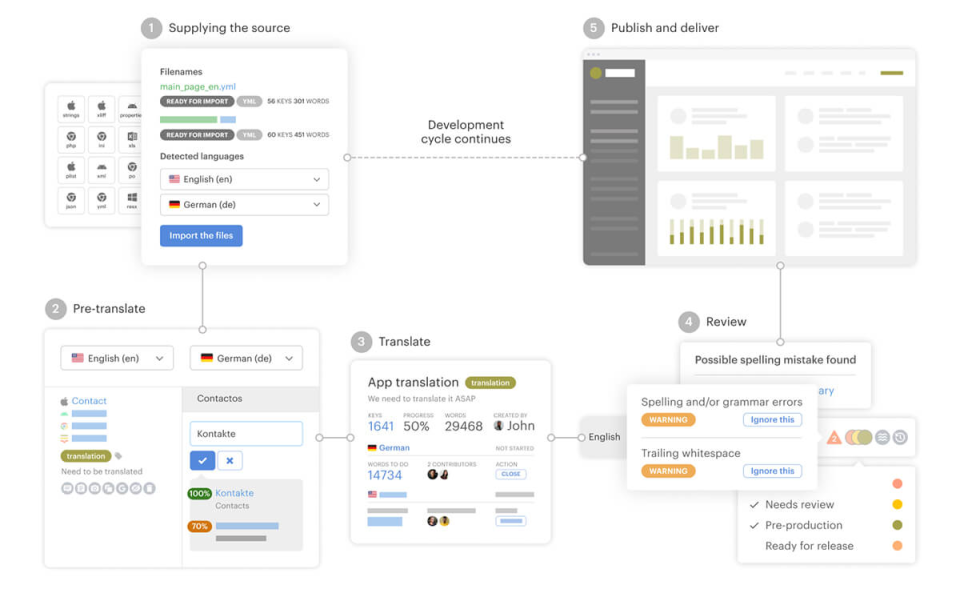 1 Supplying the source
strings
xliff
properties
php
ini
xls
plist
xml
po
json
yml
resx
Filenames
main_page_en.yml
READY FOR IMPORT YML 56 KEYS 301 WORDS
READY FOR IMPORT YML 60 KEYS 451 WORDS
Detected languages
English (en)
German (de)
Import the files
Development
cycle continues
5 Publish and deliver
2 Pre-translate
English (en)
German (de)
Contact
translation
Need to be translated
Contactos
Kontakte
100% Kontakte
Contacts
70%
3 Translate
App translation translation
We need to translate it ASAP
KEYS PROGRESS WORDS CREATED BY
1641 50% 29468 John
German NOT STARTED
WORDS TO DO 2 CONTRIBUTORS ACTION
14734 CLOSE
4 Review
Possible spelling mistake found
ary
English
Spelling and/or grammar errors
WARNING Ignore this
Trailing whitespace
WARNING Ignore this
Needs review
Pre-production
Ready for release